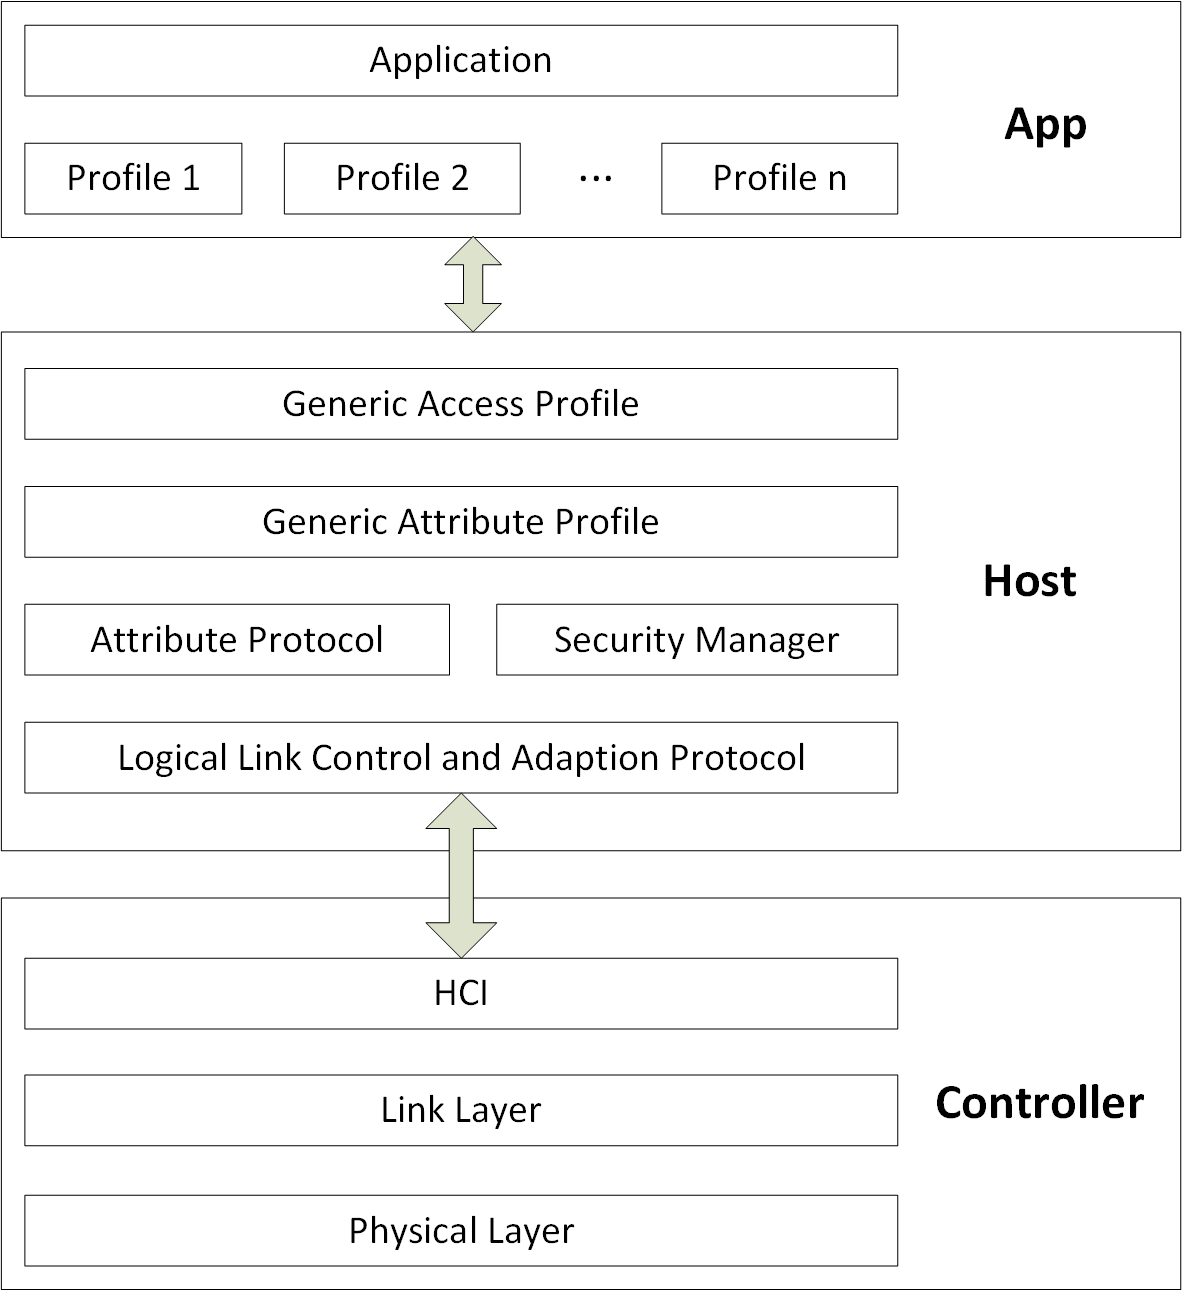 Application
App
Profile 1
Profile 2
...
Profile n
Generic Access Profile
Generic Attribute Profile
Host
Attribute Protocol
Security Manager
Logical Link Control and Adaption Protocol
HCI
Link Layer
Controller
Physical Layer